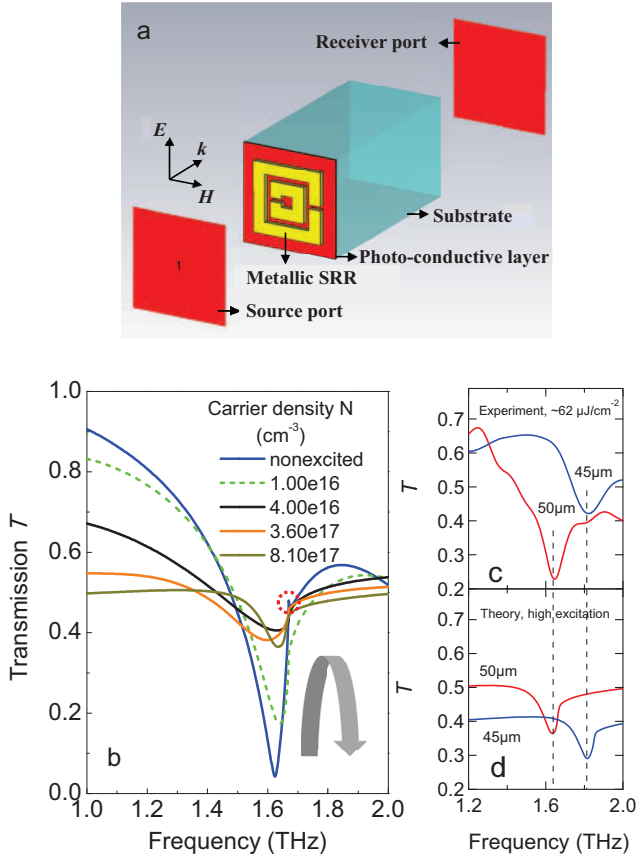 a
Receiver port
E
k
H
Substrate
Photo-conductive layer
Metallic SRR
1
Source port
1.0
0.8
0.6
0.4
0.2
0.0
Transmission T
Carrier density N
(cm⁻³)
nonexcited
1.00e16
4.00e16
3.60e17
8.10e17
b
1.0 1.2 1.4 1.6 1.8 2.0
Frequency (THz)
0.7
0.6
0.5
0.4
0.3
0.2
T
Experiment, ~62 μJ/cm⁻²
45μm
50μm
c
0.6
0.5
0.4
0.3
0.2
T
Theory, high excitation
50μm
45μm
d
1.2 1.6 2.0
Frequency (THz)